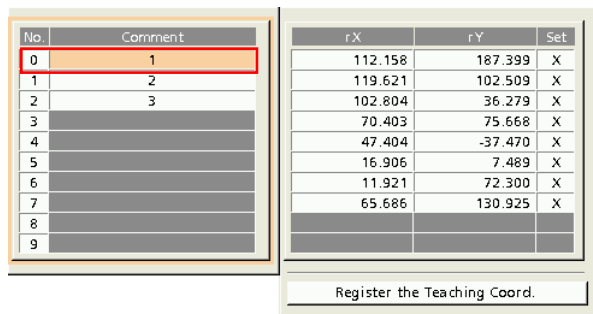 No. Comment rX rY Set
0 1 112.158 187.399 X
1 2 119.621 102.509 X
2 3 102.804 36.279 X
3 70.403 75.668 X
4 47.404 -37.470 X
5 16.906 7.489 X
6 11.921 72.300 X
7 65.686 130.925 X
8
9
Register the Teaching Coord.